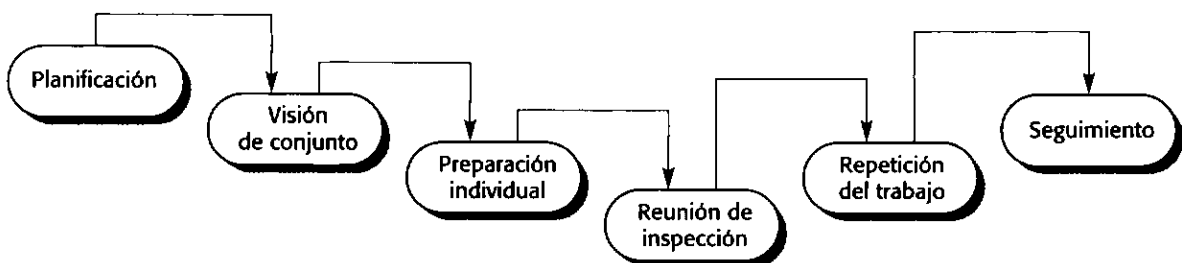 Planificación
Visión
de conjunto
Preparación
individual
Reunión de
inspección
Repetición
del trabajo
Seguimiento